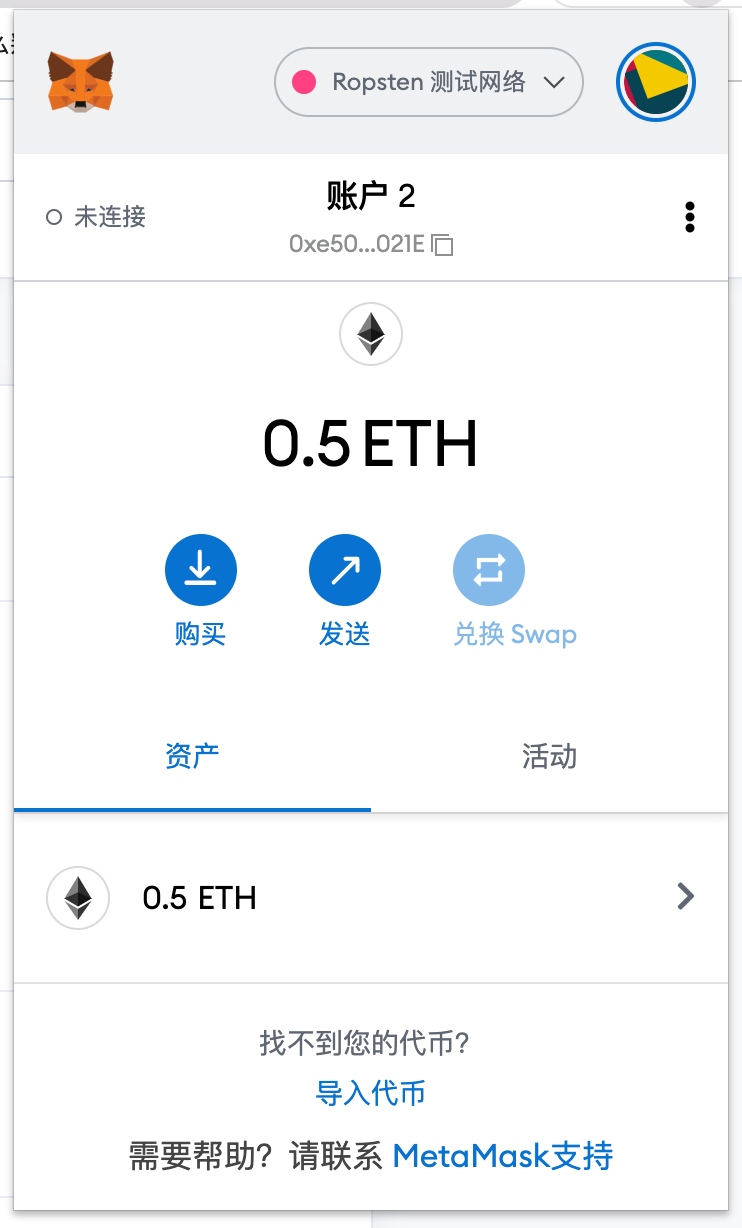 Ropsten 测试网络
未连接
账户 2
0xe50...021E
0.5 ETH
购买
发送
兑换 Swap
资产
活动
0.5 ETH
找不到您的代币？
导入代币
需要帮助？请联系 MetaMask支持